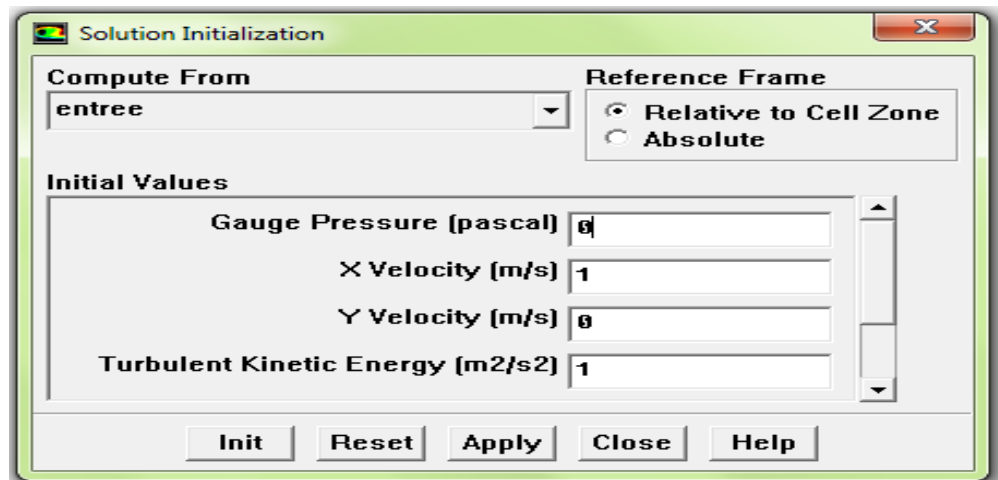 Solution Initialization
Compute From
entree
Reference Frame
Relative to Cell Zone
Absolute
Initial Values
Gauge Pressure (pascal) 0
X Velocity (m/s) 1
Y Velocity (m/s) 0
Turbulent Kinetic Energy (m2/s2) 1
Init Reset Apply Close Help